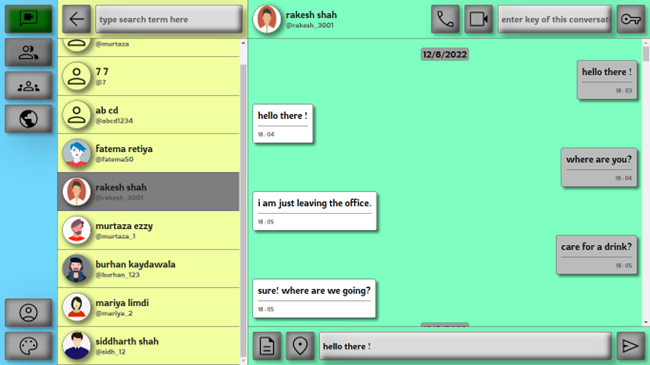 type search term here
@murtaza
7 7
@7
ab cd
@abcd1234
fatema retiya
@fatema50
rakesh shah
@rakesh_3001
murtaza ezzy
@murtaza_1
burhan kaydawala
@burhan_123
mariya limdi
@mariya_2
siddharth shah
@sidh_12
rakesh shah
@rakesh_3001
enter key of this conversat
12/8/2022
hello there !
18 : 03
hello there !
18 : 04
where are you?
18 : 04
i am just leaving the office.
18 : 05
care for a drink?
18 : 05
sure! where are we going?
18 : 05
hello there !